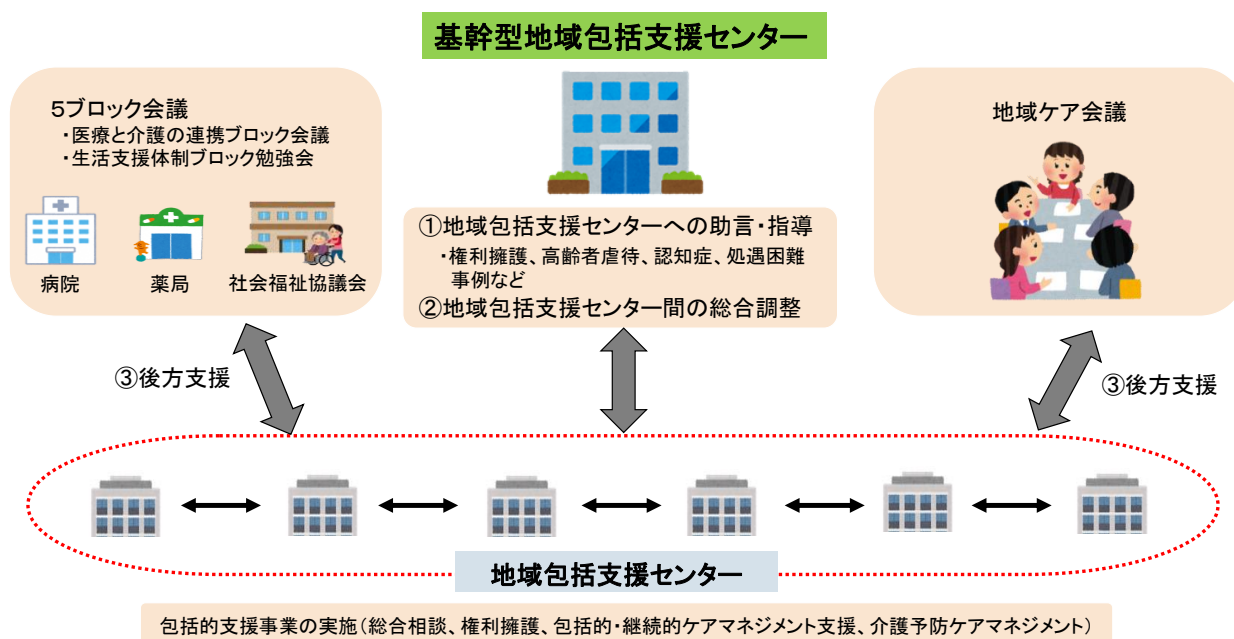 基幹型地域包括支援センター
5ブロック会議
・医療と介護の連携ブロック会議
・生活支援体制ブロック勉強会
病院
薬局
社会福祉協議会
①地域包括支援センターへの助言・指導
・権利擁護、高齢者虐待、認知症、処遇困難
事例など
②地域包括支援センター間の総合調整
地域ケア会議
③後方支援
③後方支援
地域包括支援センター
包括的支援事業の実施(総合相談、権利擁護、包括的・継続的ケアマネジメント支援、介護予防ケアマネジメント)